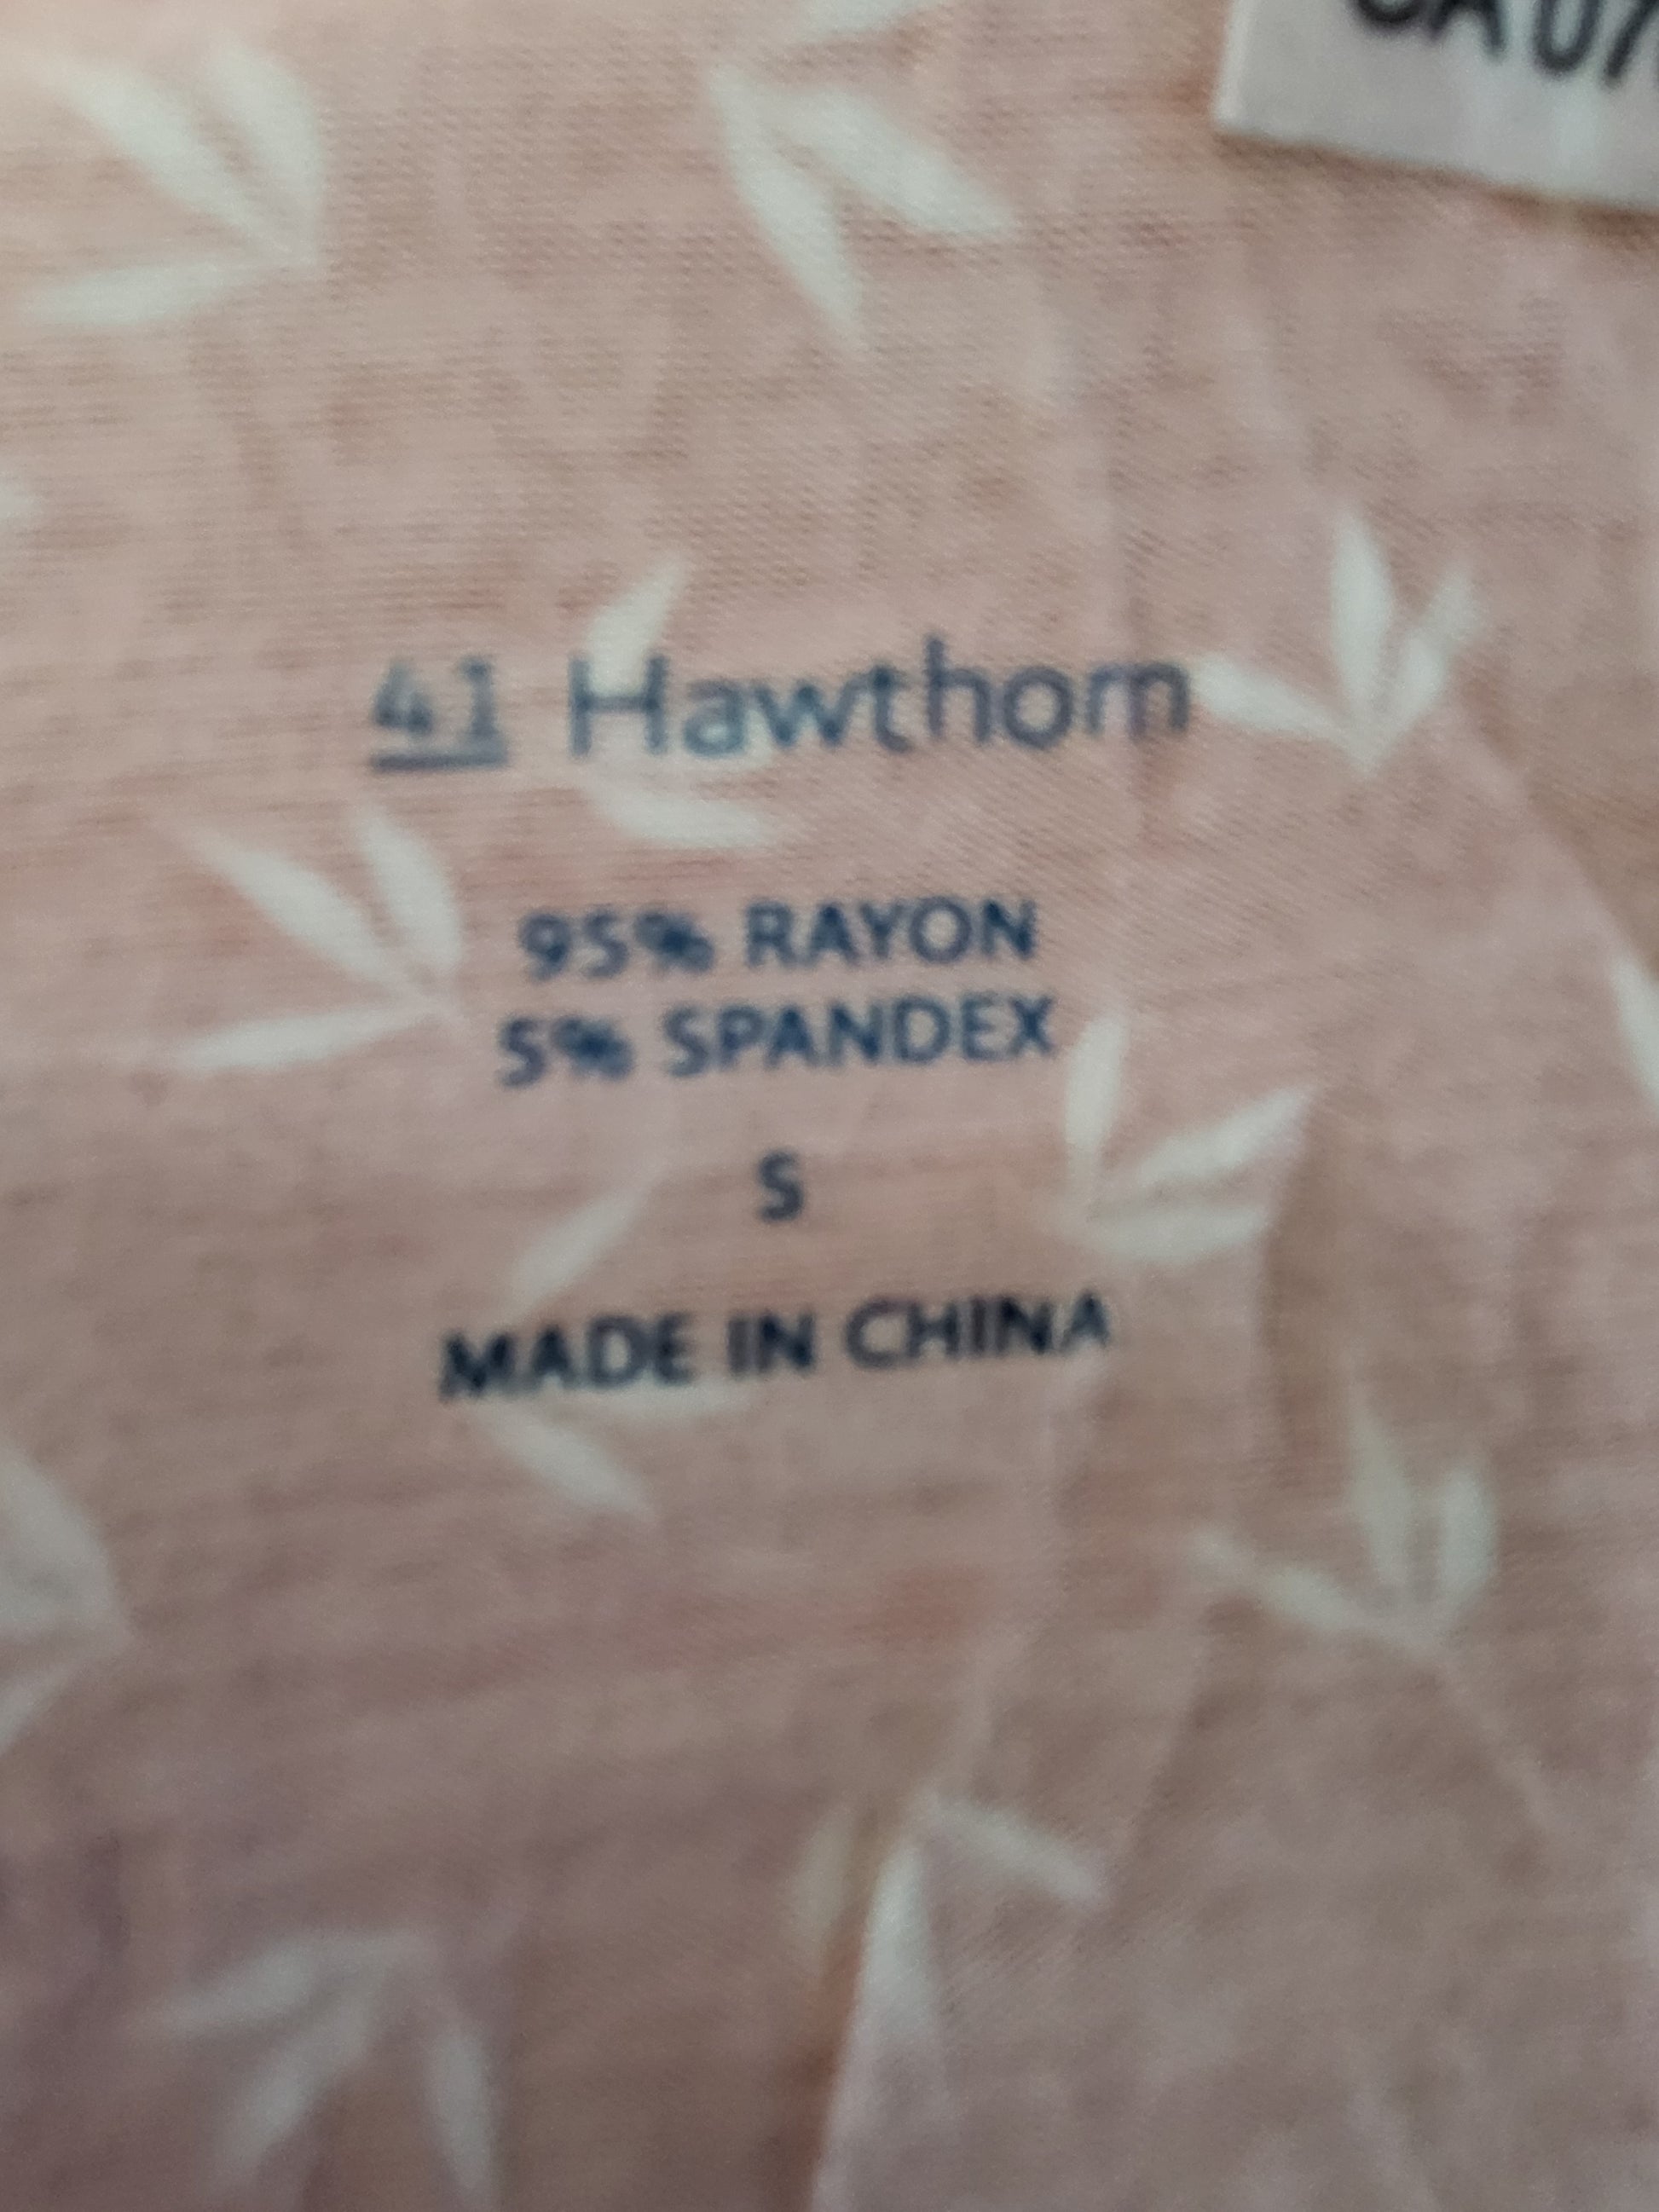 41 Hawthorn
95% RAYON
5% SPANDEX
S
MADE IN CHINA